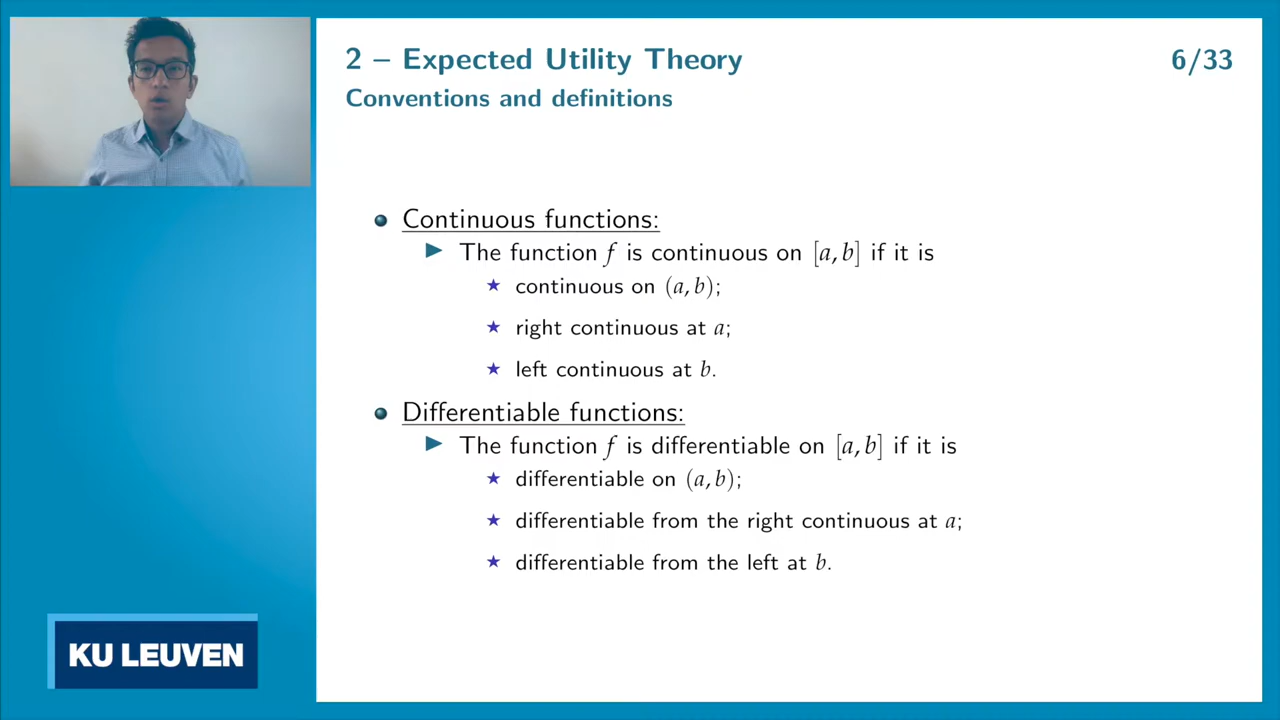 2 – Expected Utility Theory
6/33
Conventions and definitions
Continuous functions:
The function f is continuous on [a, b] if it is
continuous on (a, b);
right continuous at a;
left continuous at b.
Differentiable functions:
The function f is differentiable on [a, b] if it is
differentiable on (a, b);
differentiable from the right continuous at a;
differentiable from the left at b.
KU LEUVEN